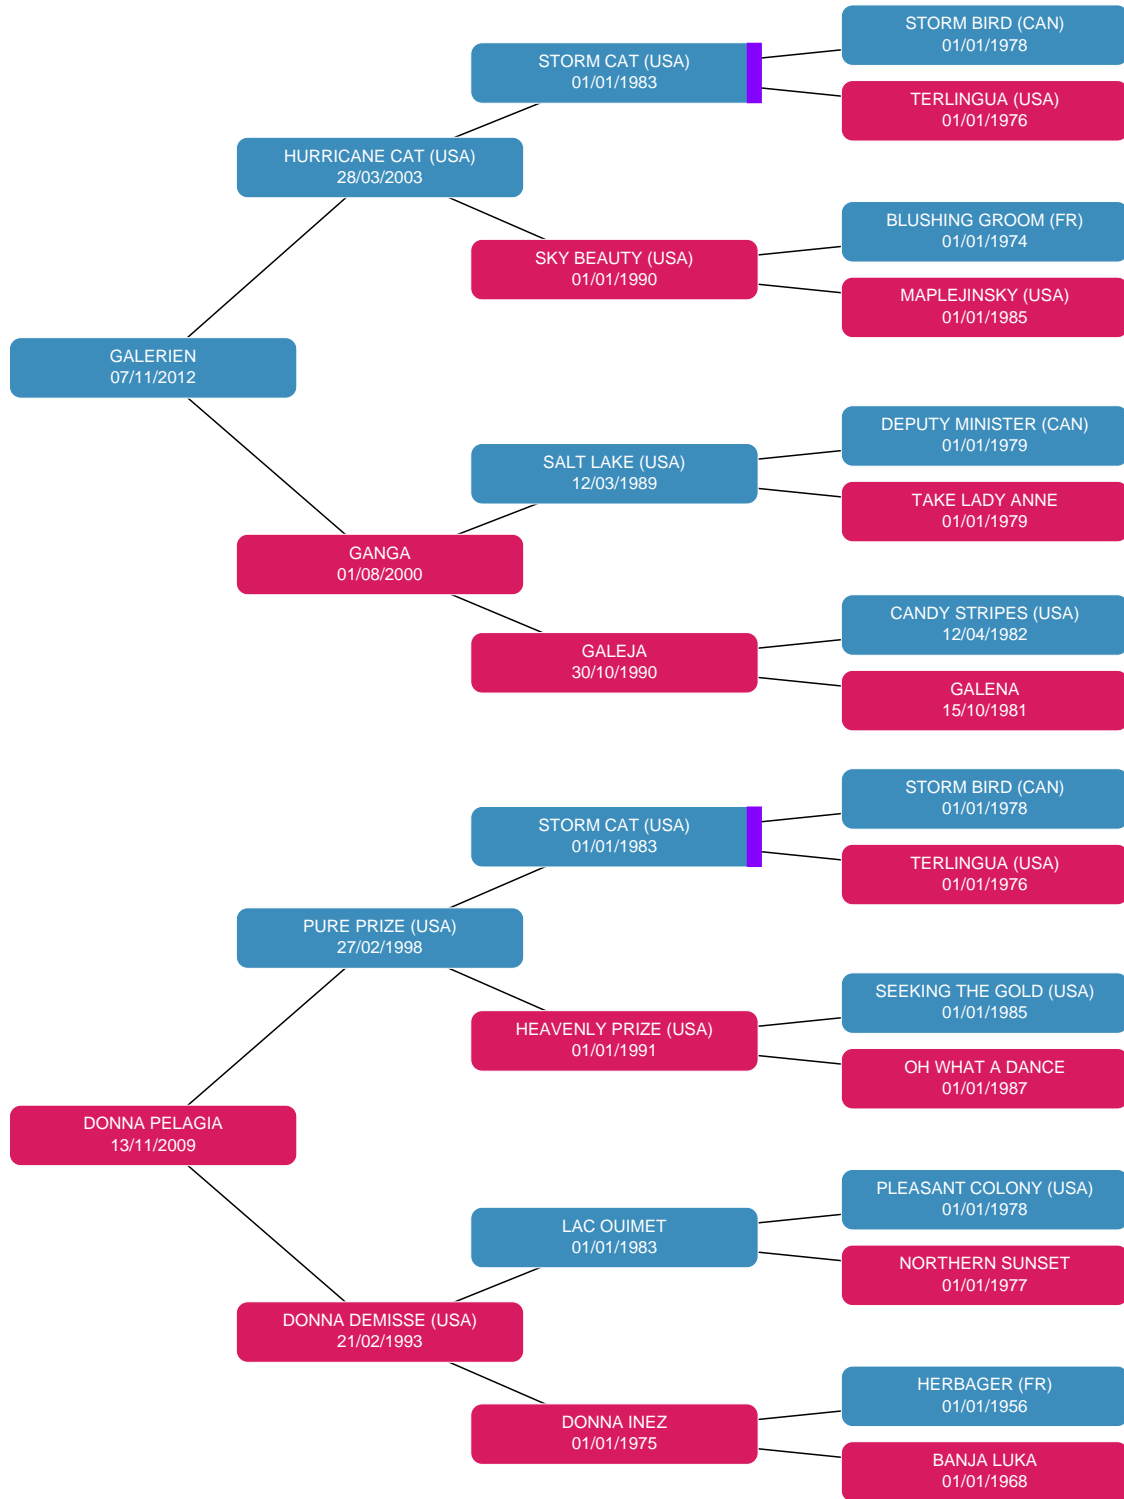 STORM BIRD (CAN)
01/01/1978
STORM CAT (USA)
01/01/1983
TERLINGUA (USA)
01/01/1976
HURRICANE CAT (USA)
28/03/2003
BLUSHING GROOM (FR)
01/01/1974
SKY BEAUTY (USA)
01/01/1990
MAPLEJINSKY (USA)
01/01/1985
GALERIEN
07/11/2012
DEPUTY MINISTER (CAN)
01/01/1979
SALT LAKE (USA)
12/03/1989
TAKE LADY ANNE
01/01/1979
GANGA
01/08/2000
CANDY STRIPES (USA)
12/04/1982
GALEJA
30/10/1990
GALENA
15/10/1981
STORM BIRD (CAN)
01/01/1978
STORM CAT (USA)
01/01/1983
TERLINGUA (USA)
01/01/1976
PURE PRIZE (USA)
27/02/1998
SEEKING THE GOLD (USA)
01/01/1985
HEAVENLY PRIZE (USA)
01/01/1991
OH WHAT A DANCE
01/01/1987
DONNA PELAGIA
13/11/2009
PLEASANT COLONY (USA)
01/01/1978
LAC OUIMET
01/01/1983
NORTHERN SUNSET
01/01/1977
DONNA DEMISSE (USA)
21/02/1993
HERBAGER (FR)
01/01/1956
DONNA INEZ
01/01/1975
BANJA LUKA
01/01/1968